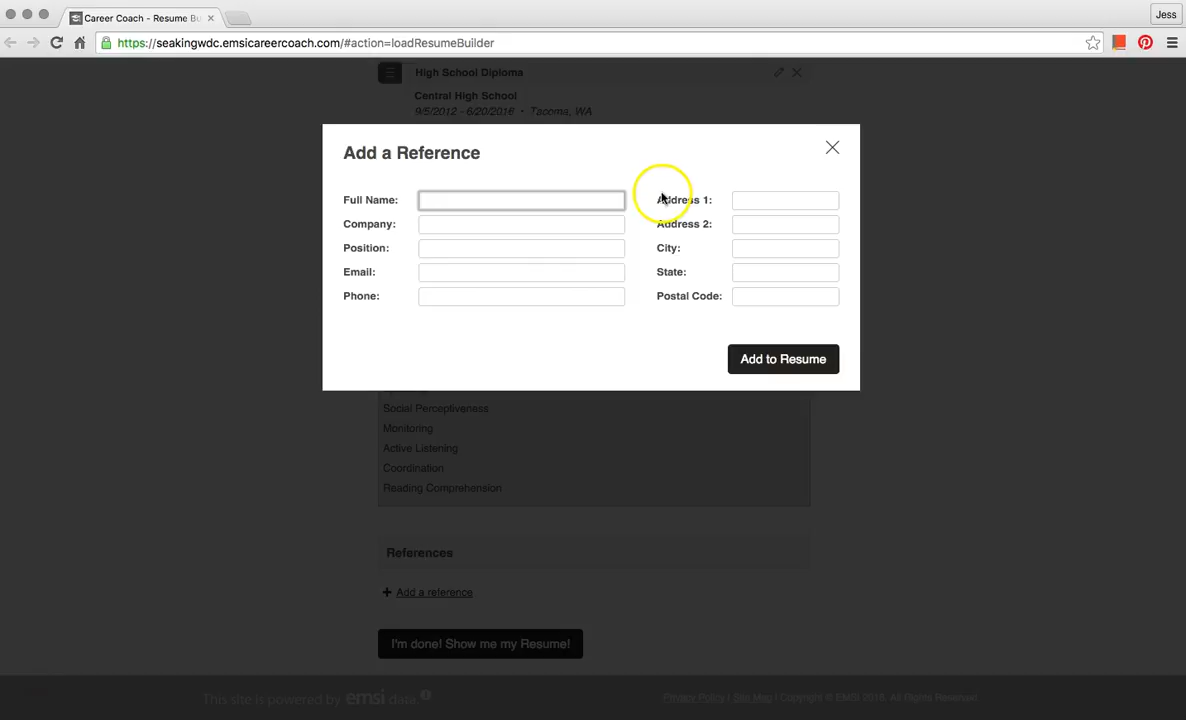 Career Coach - Resume Bu
Jess
https://seakingwdc.emsicareercoach.com/#action=loadResumeBuilder
High School Diploma
Central High School
9/5/2012 - 6/20/2016 • Tacoma, WA
Add a Reference
Full Name:
Address 1:
Company:
Address 2:
Position:
City:
Email:
State:
Phone:
Postal Code:
Add to Resume
Social Perceptiveness
Monitoring
Active Listening
Coordination
Reading Comprehension
References
+ Add a reference
I'm done! Show me my Resume!
This site is powered by emsi data.
Privacy Policy / Site Map | Copyright © EMSI 2016. All Rights Reserved